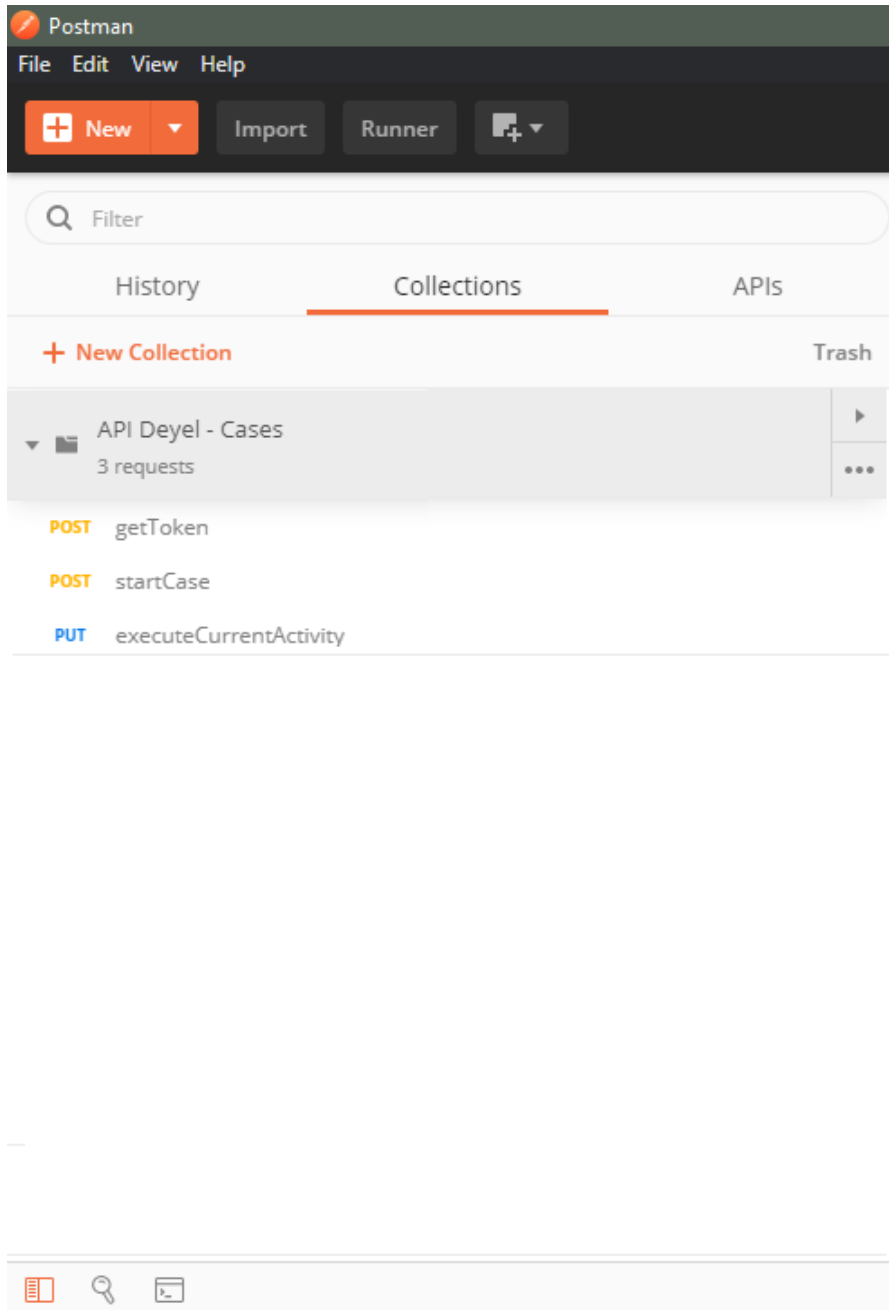 Postman
File Edit View Help
New Import Runner
Filter
History Collections APIs
+ New Collection Trash
API Deyel - Cases
3 requests
POST getToken
POST startCase
PUT executeCurrentActivity